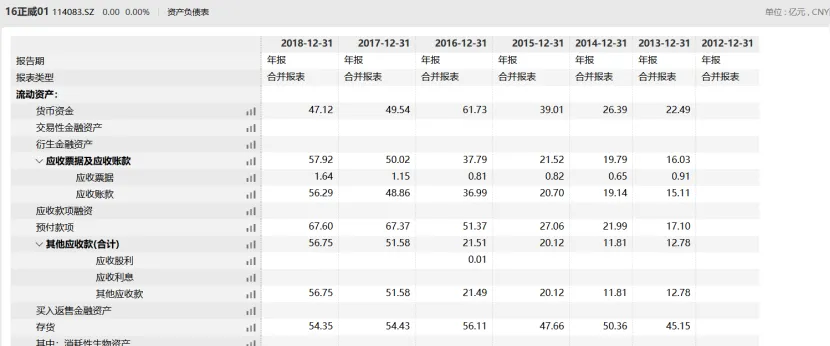 16正威01 114083.SZ 0.00 0.00% 资产负债表 单位 : 亿元 , CNY
2018-12-31 2017-12-31 2016-12-31 2015-12-31 2014-12-31 2013-12-31 2012-12-31
报告期 年报 年报 年报 年报 年报 年报
报表类型 合并报表 合并报表 合并报表 合并报表 合并报表 合并报表
流动资产:
货币资金 47.12 49.54 61.73 39.01 26.39 22.49
交易性金融资产
衍生金融资产
应收票据及应收账款 57.92 50.02 37.79 21.52 19.79 16.03
应收票据 1.64 1.15 0.81 0.82 0.65 0.91
应收账款 56.29 48.86 36.99 20.70 19.14 15.11
应收款项融资
预付款项 67.60 67.37 51.37 27.06 21.99 17.10
其他应收款(合计) 56.75 51.58 21.51 20.12 11.81 12.78
应收股利 0.01
应收利息
其他应收款 56.75 51.58 21.49 20.12 11.81 12.78
买入返售金融资产
存货 54.35 54.43 56.11 47.66 50.36 45.15
其中: 消耗性生物资产